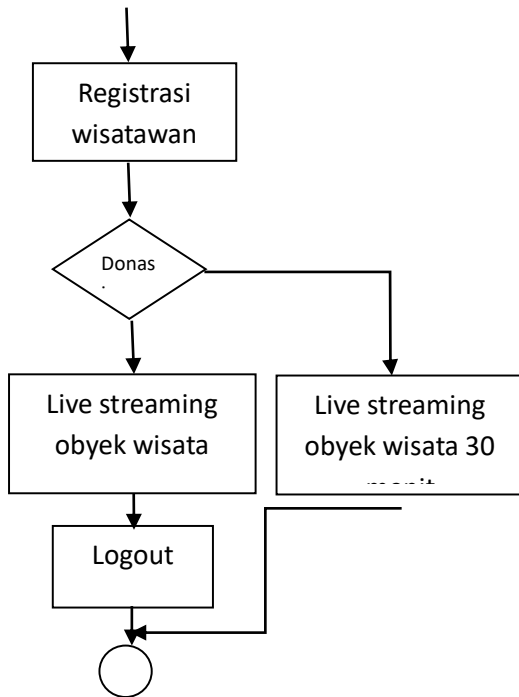 Registrasi
wisatawan
Donas
Live streaming
obyek wisata
Live streaming
obyek wisata 30
Logout